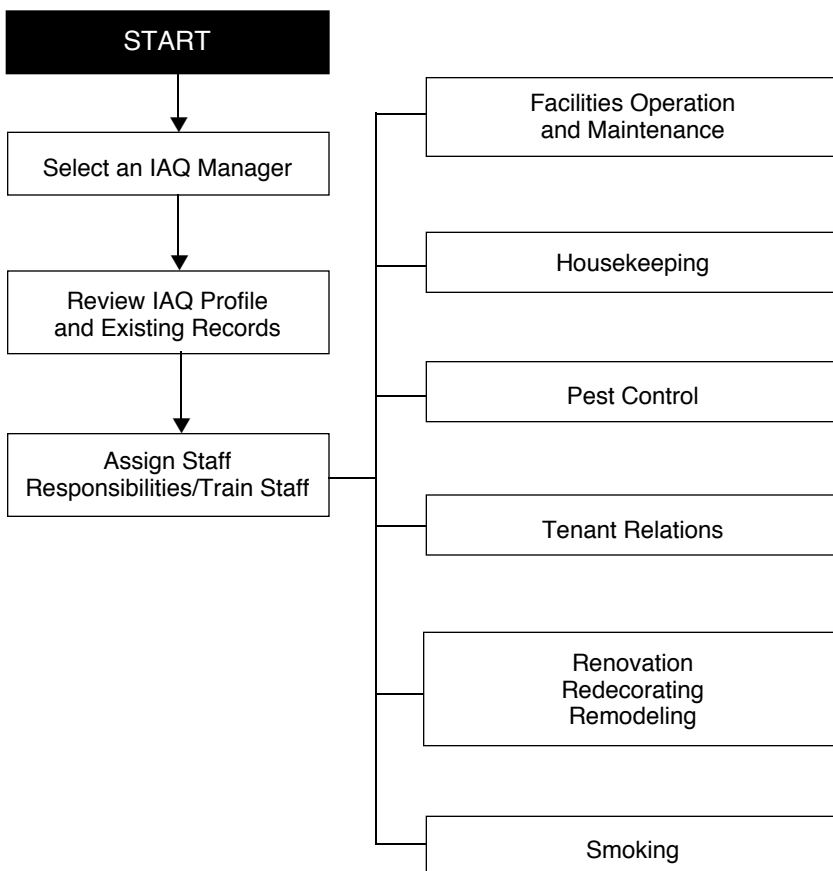 START
Select an IAQ Manager
Review IAQ Profile
and Existing Records
Assign Staff
Responsibilities/Train Staff
Facilities Operation
and Maintenance
Housekeeping
Pest Control
Tenant Relations
Renovation
Redecorating
Remodeling
Smoking